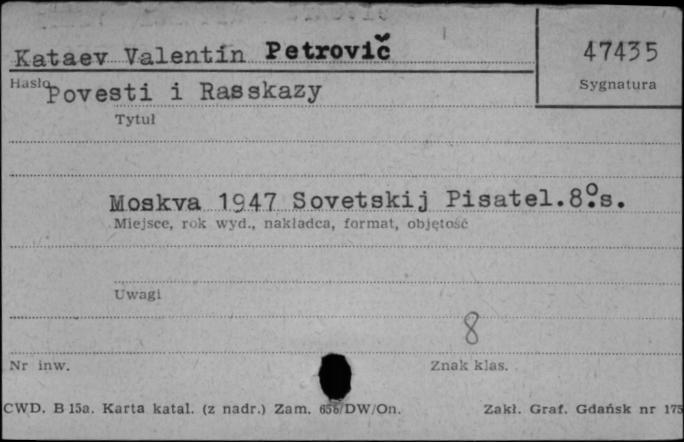 Kataev Valentin Petrovič
47435
Hasło
Sygnatura
Povesti i Rasskazy
Tytuł
Moskva 1947 Sovetskij Pisatel.8°.s.
Miejsce, rok wyd., nakładca, format, objętość
Uwagi
8
Nr inw.
Znak klas.
CWD. B 15a. Karta katal. (z nadr.) Zam. 656/DW/On.
Zakł. Graf. Gdańsk nr 175